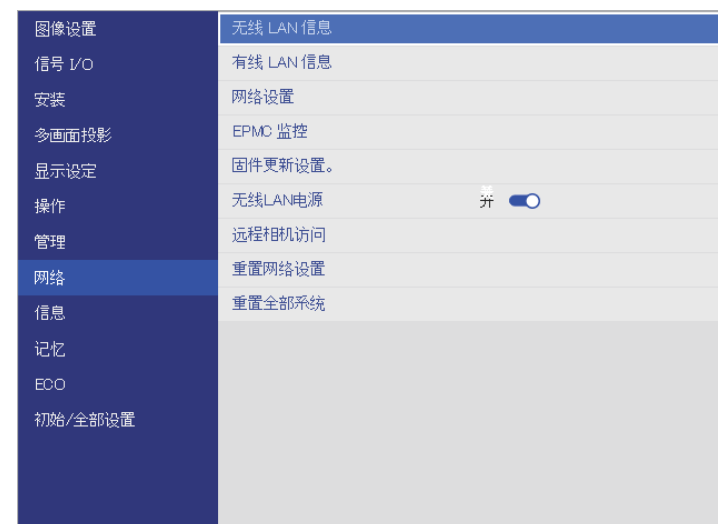 图像设置
信号 I/O
安装
多画面投影
显示设定
操作
管理
网络
信息
记忆
ECO
初始/全部设置
无线 LAN 信息
有线 LAN 信息
网络设置
EPMC 监控
固件更新设置。
无线LAN电源 开
远程相机访问
重置网络设置
重置全部系统